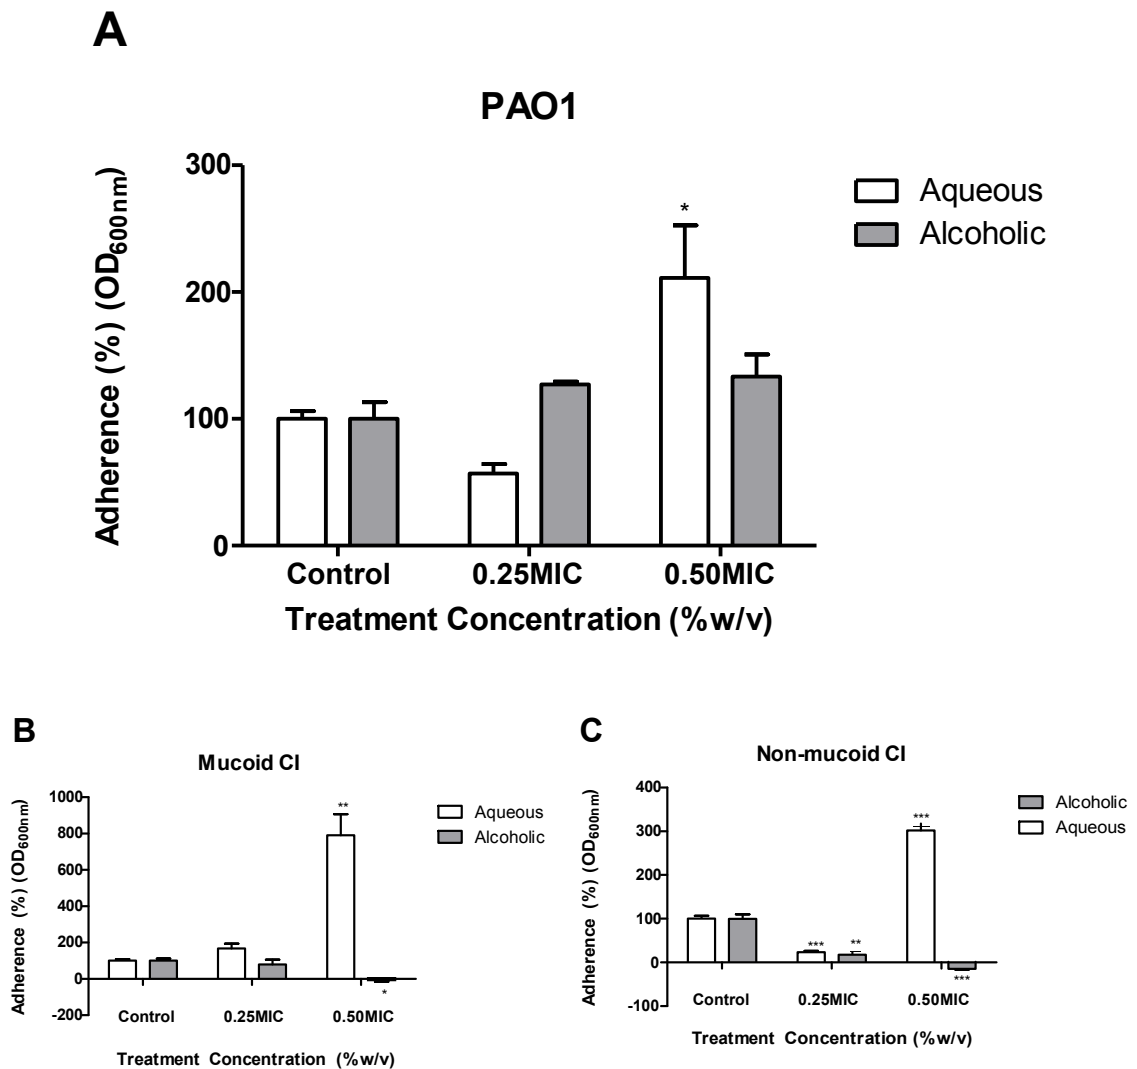 A
PAO1
300
200
100
0
Adherence (%) (OD600nm)
*
Aqueous
Alcoholic
Control 0.25MIC 0.50MIC
Treatment Concentration (%w/v)
B
Mucoid CI
1000
800
600
400
200
0
-200
Adherence (%) (OD600nm)
**
*
Aqueous
Alcoholic
Control 0.25MIC 0.50MIC
Treatment Concentration (%w/v)
C
Non-mucoid CI
400
300
200
100
0
-100
Adherence (%) (OD600nm)
***
**
***
***
Alcoholic
Aqueous
Control 0.25MIC 0.50MIC
Treatment Concentration (%w/v)